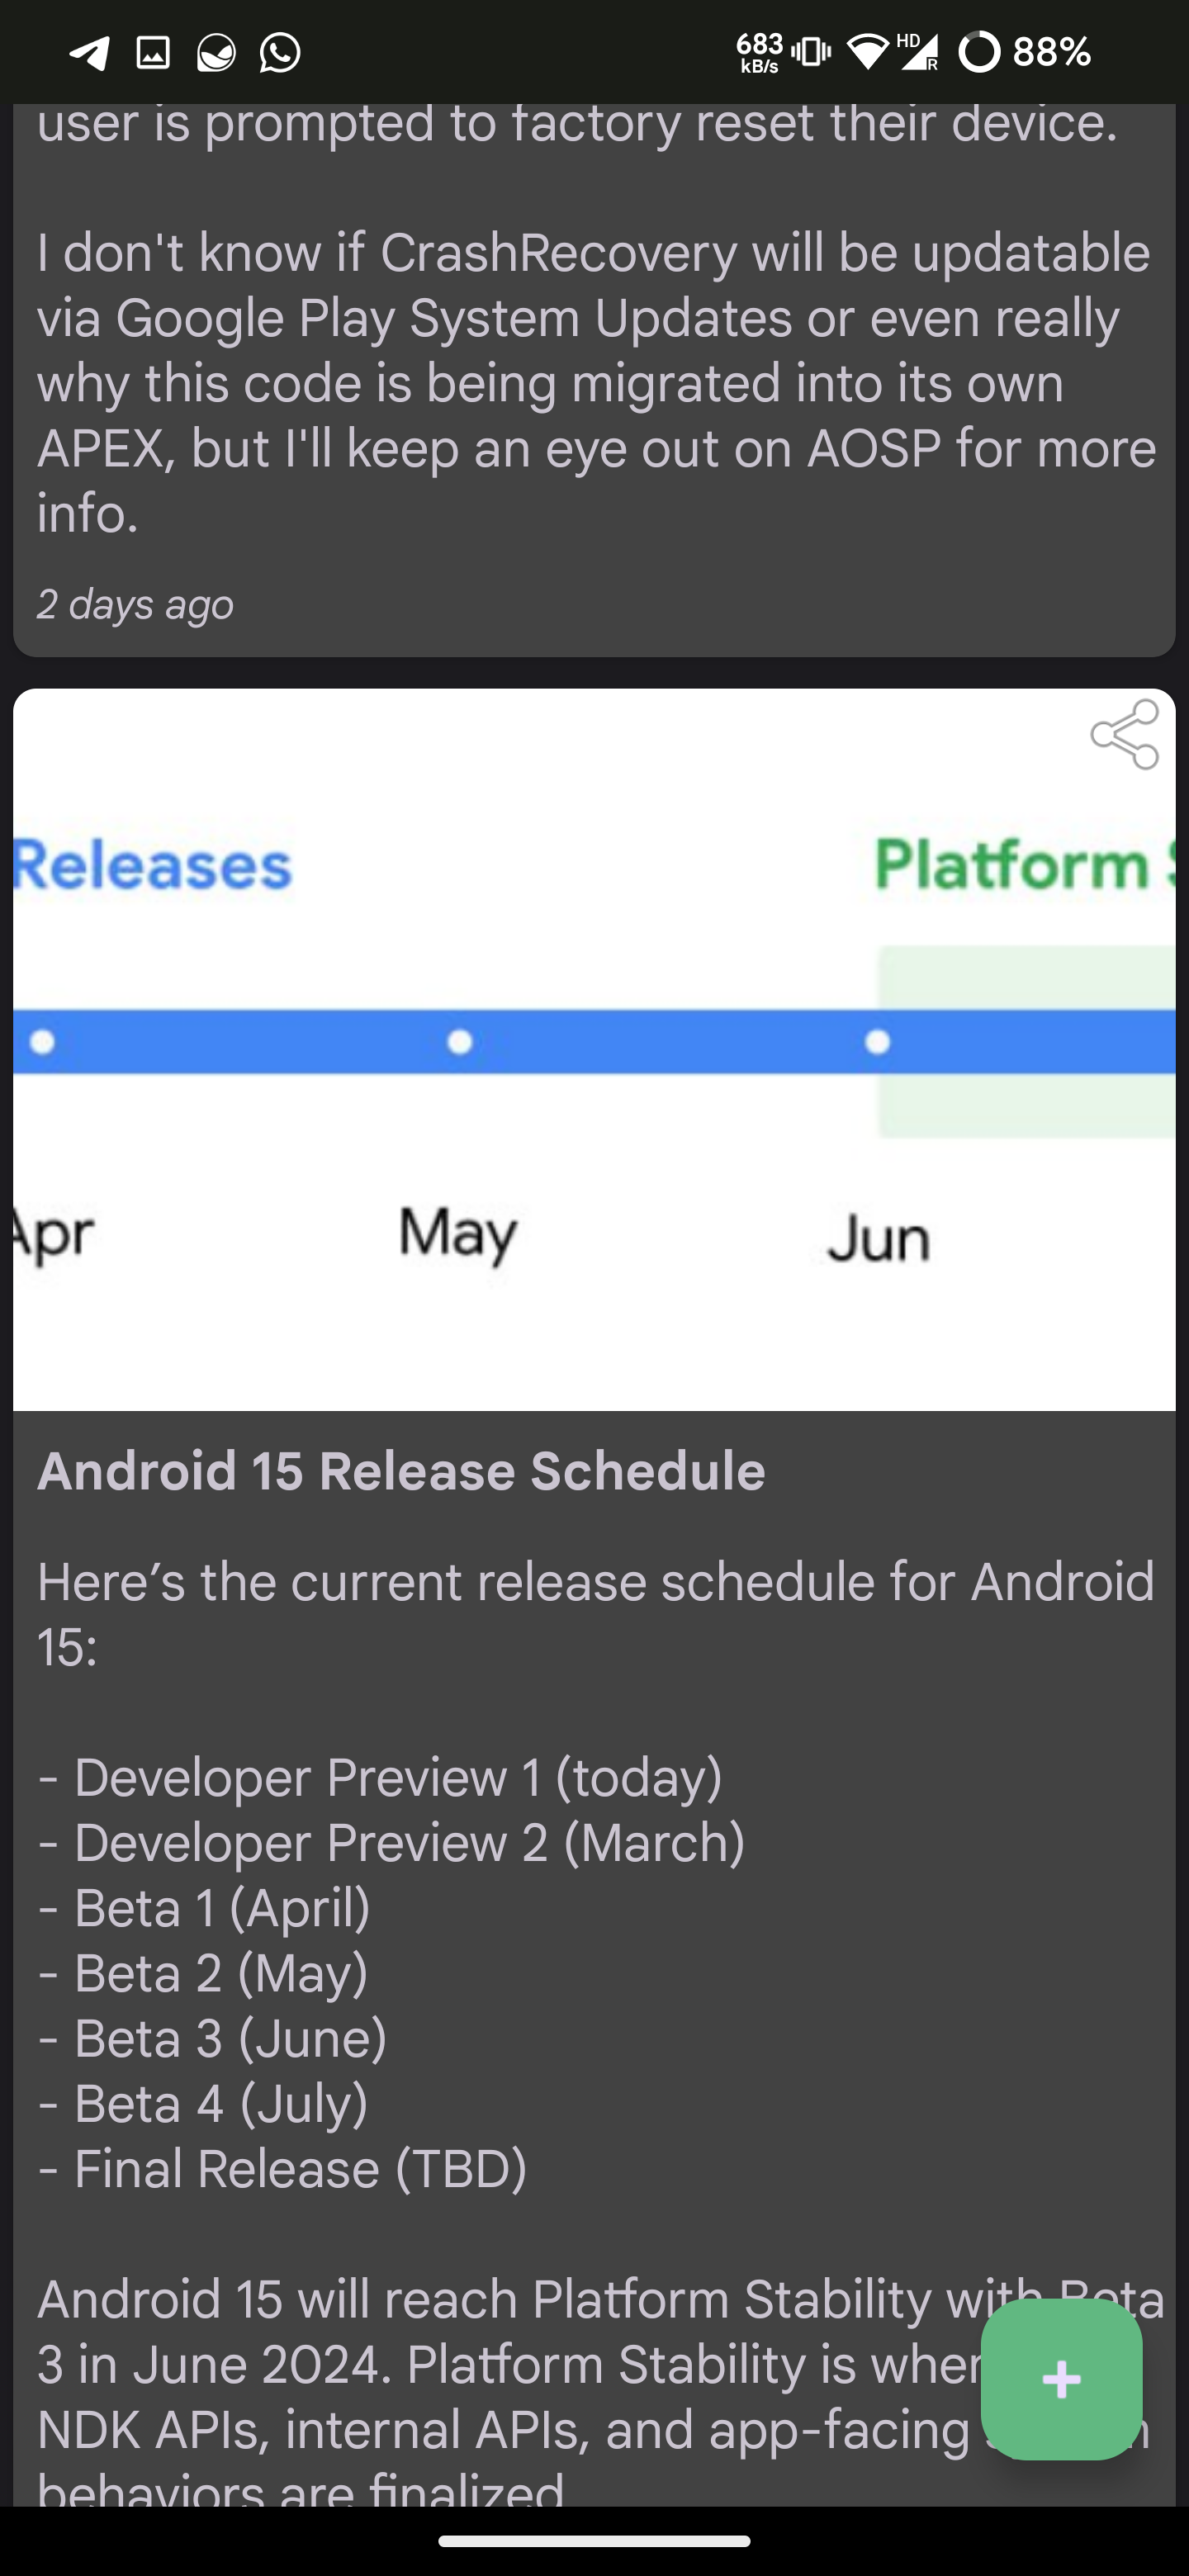 683
kB/s
HD
R
88%
user is prompted to factory reset their device.
I don't know if CrashRecovery will be updatable
via Google Play System Updates or even really
why this code is being migrated into its own
APEX, but I'll keep an eye out on AOSP for more
info.
2 days ago
Releases
Platform
Apr
May
Jun
Android 15 Release Schedule
Here’s the current release schedule for Android
15:
- Developer Preview 1 (today)
- Developer Preview 2 (March)
- Beta 1 (April)
- Beta 2 (May)
- Beta 3 (June)
- Beta 4 (July)
- Final Release (TBD)
Android 15 will reach Platform Stability with Beta
3 in June 2024. Platform Stability is
NDK APIs, internal APIs, and app-facing
behaviors are finalized
+